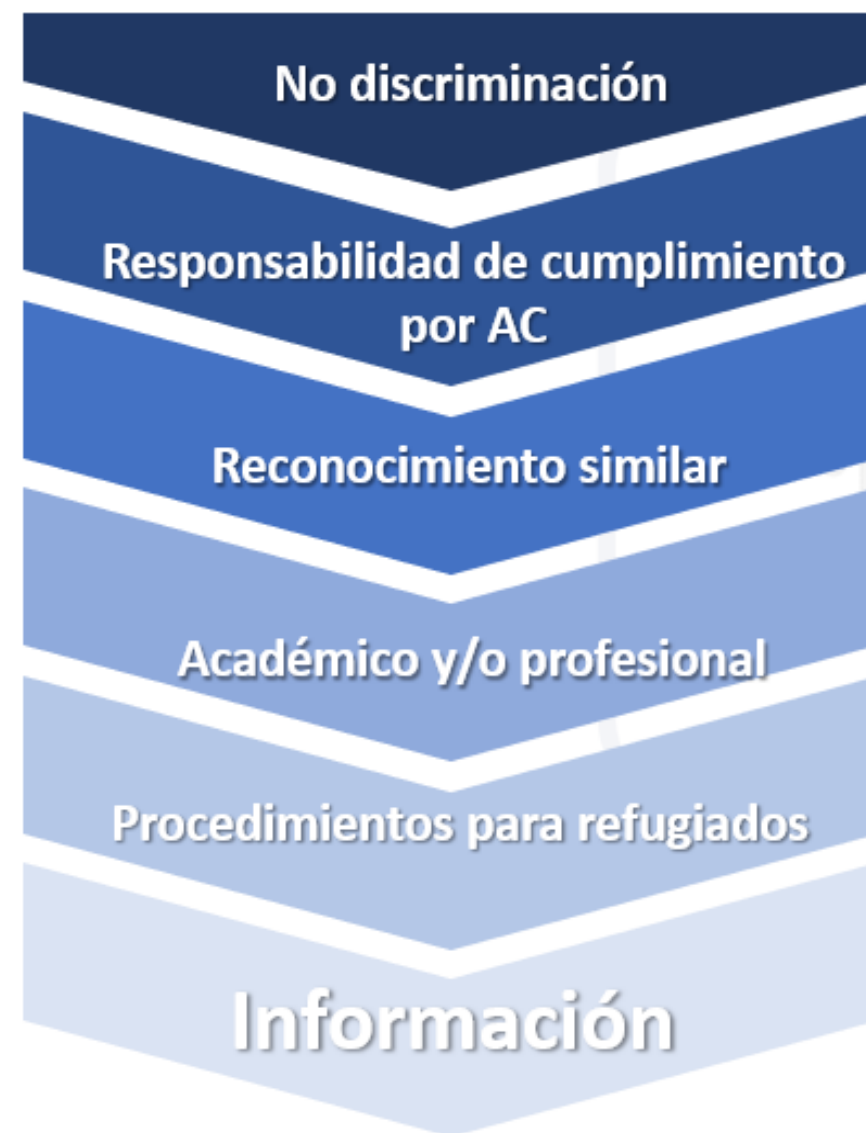 No discriminación
Responsabilidad de cumplimiento
por AC
Reconocimiento similar
Académico y/o profesional
Procedimientos para refugiados
Información